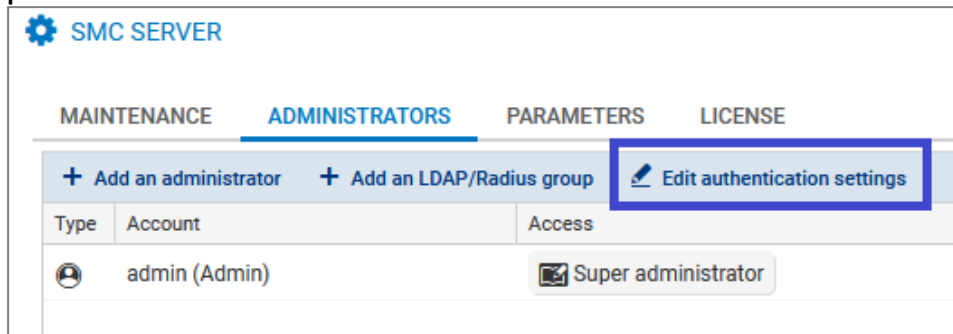 SMC SERVER
MAINTENANCE ADMINISTRATORS PARAMETERS LICENSE
+ Add an administrator + Add an LDAP/Radius group Edit authentication settings
Type Account Access
admin (Admin) Super administrator